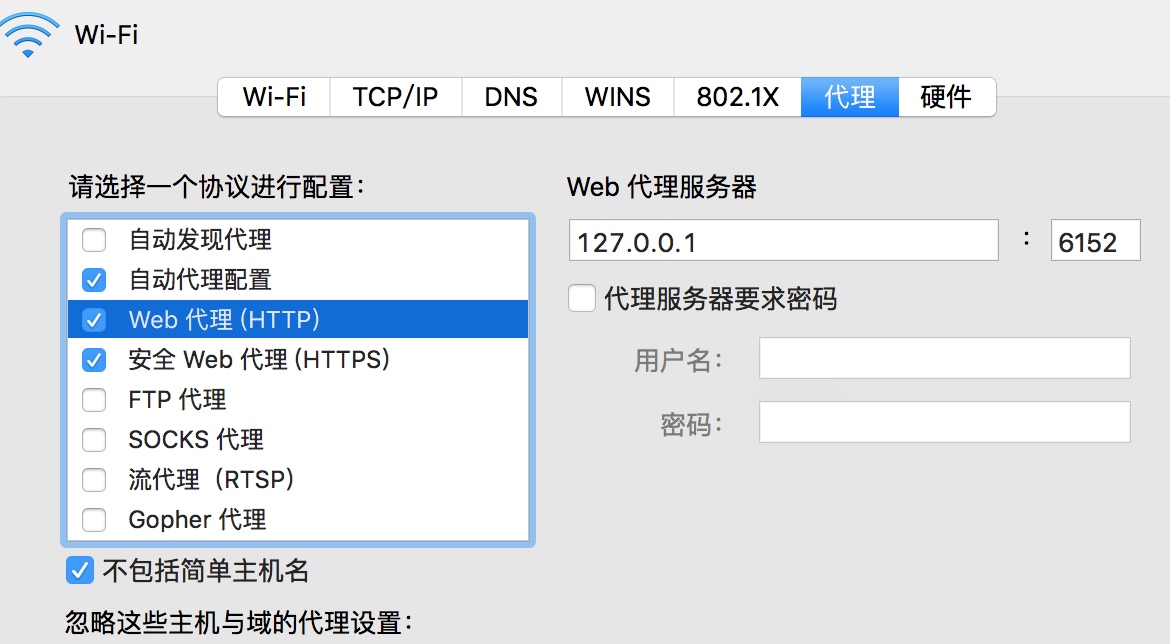 Wi-Fi
Wi-Fi TCP/IP DNS WINS 802.1X 代理 硬件
请选择一个协议进行配置：
自动发现代理
自动代理配置
Web 代理 (HTTP)
安全 Web 代理 (HTTPS)
FTP 代理
SOCKS 代理
流代理（RTSP）
Gopher 代理
不包括简单主机名
忽略这些主机与域的代理设置：
Web 代理服务器
127.0.0.1 : 6152
代理服务器要求密码
用户名：
密码：